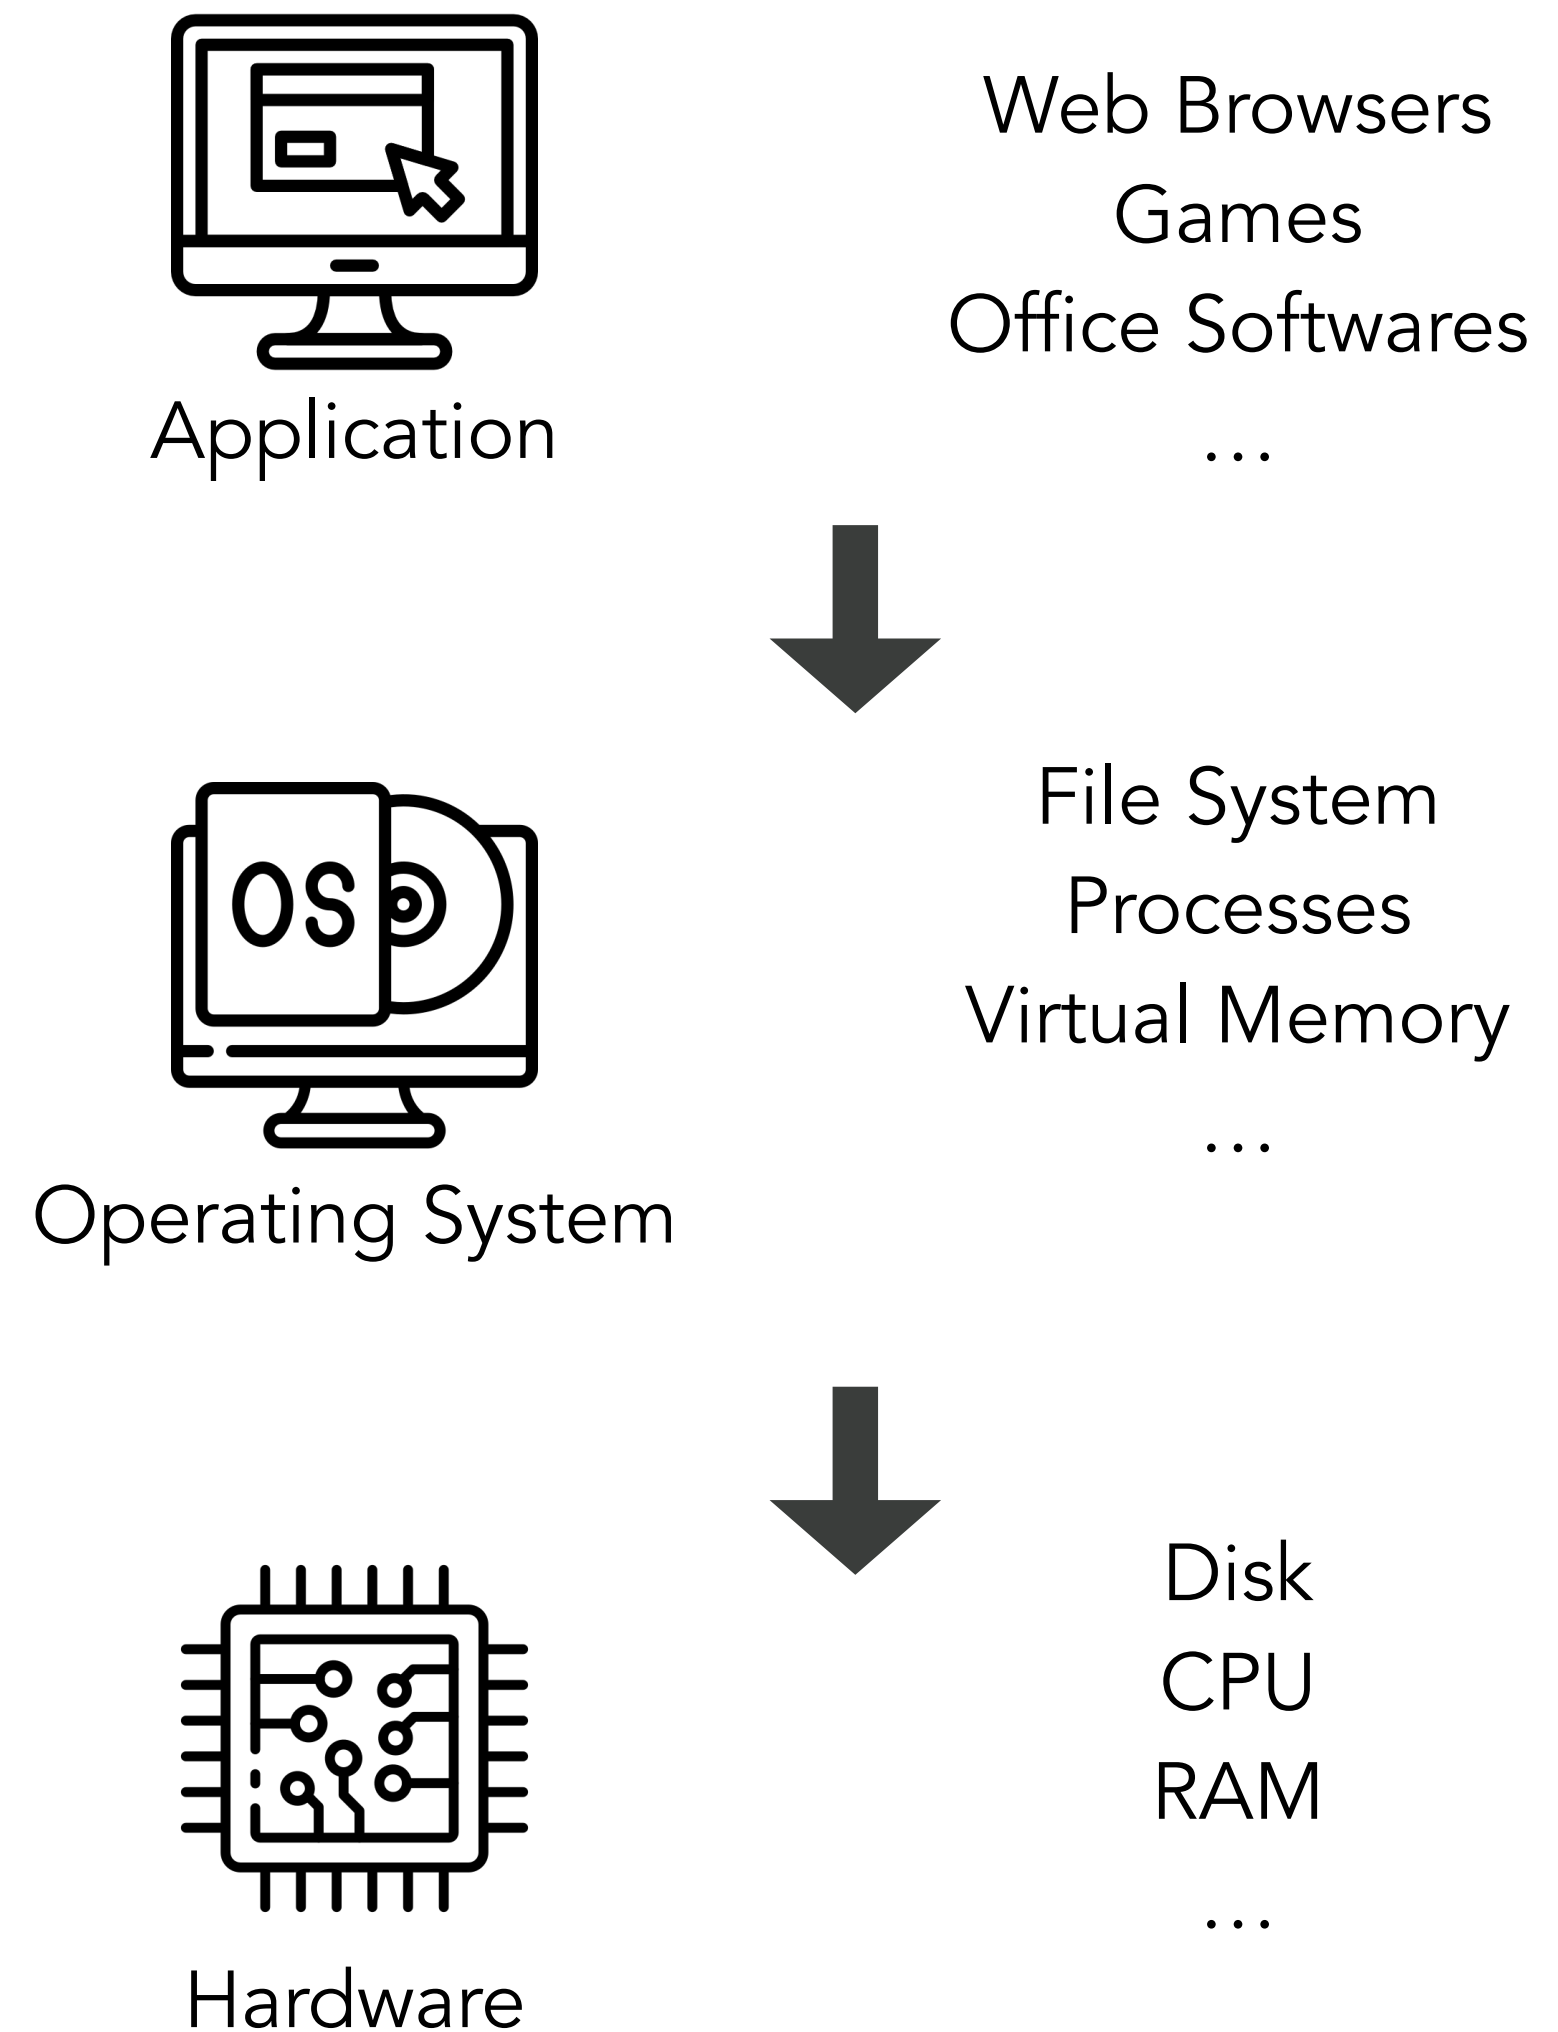 Web Browsers
Games
Office Softwares
...
Application
File System
OS
Processes
Virtual Memory
...
Operating System
Disk
CPU
RAM
...
Hardware